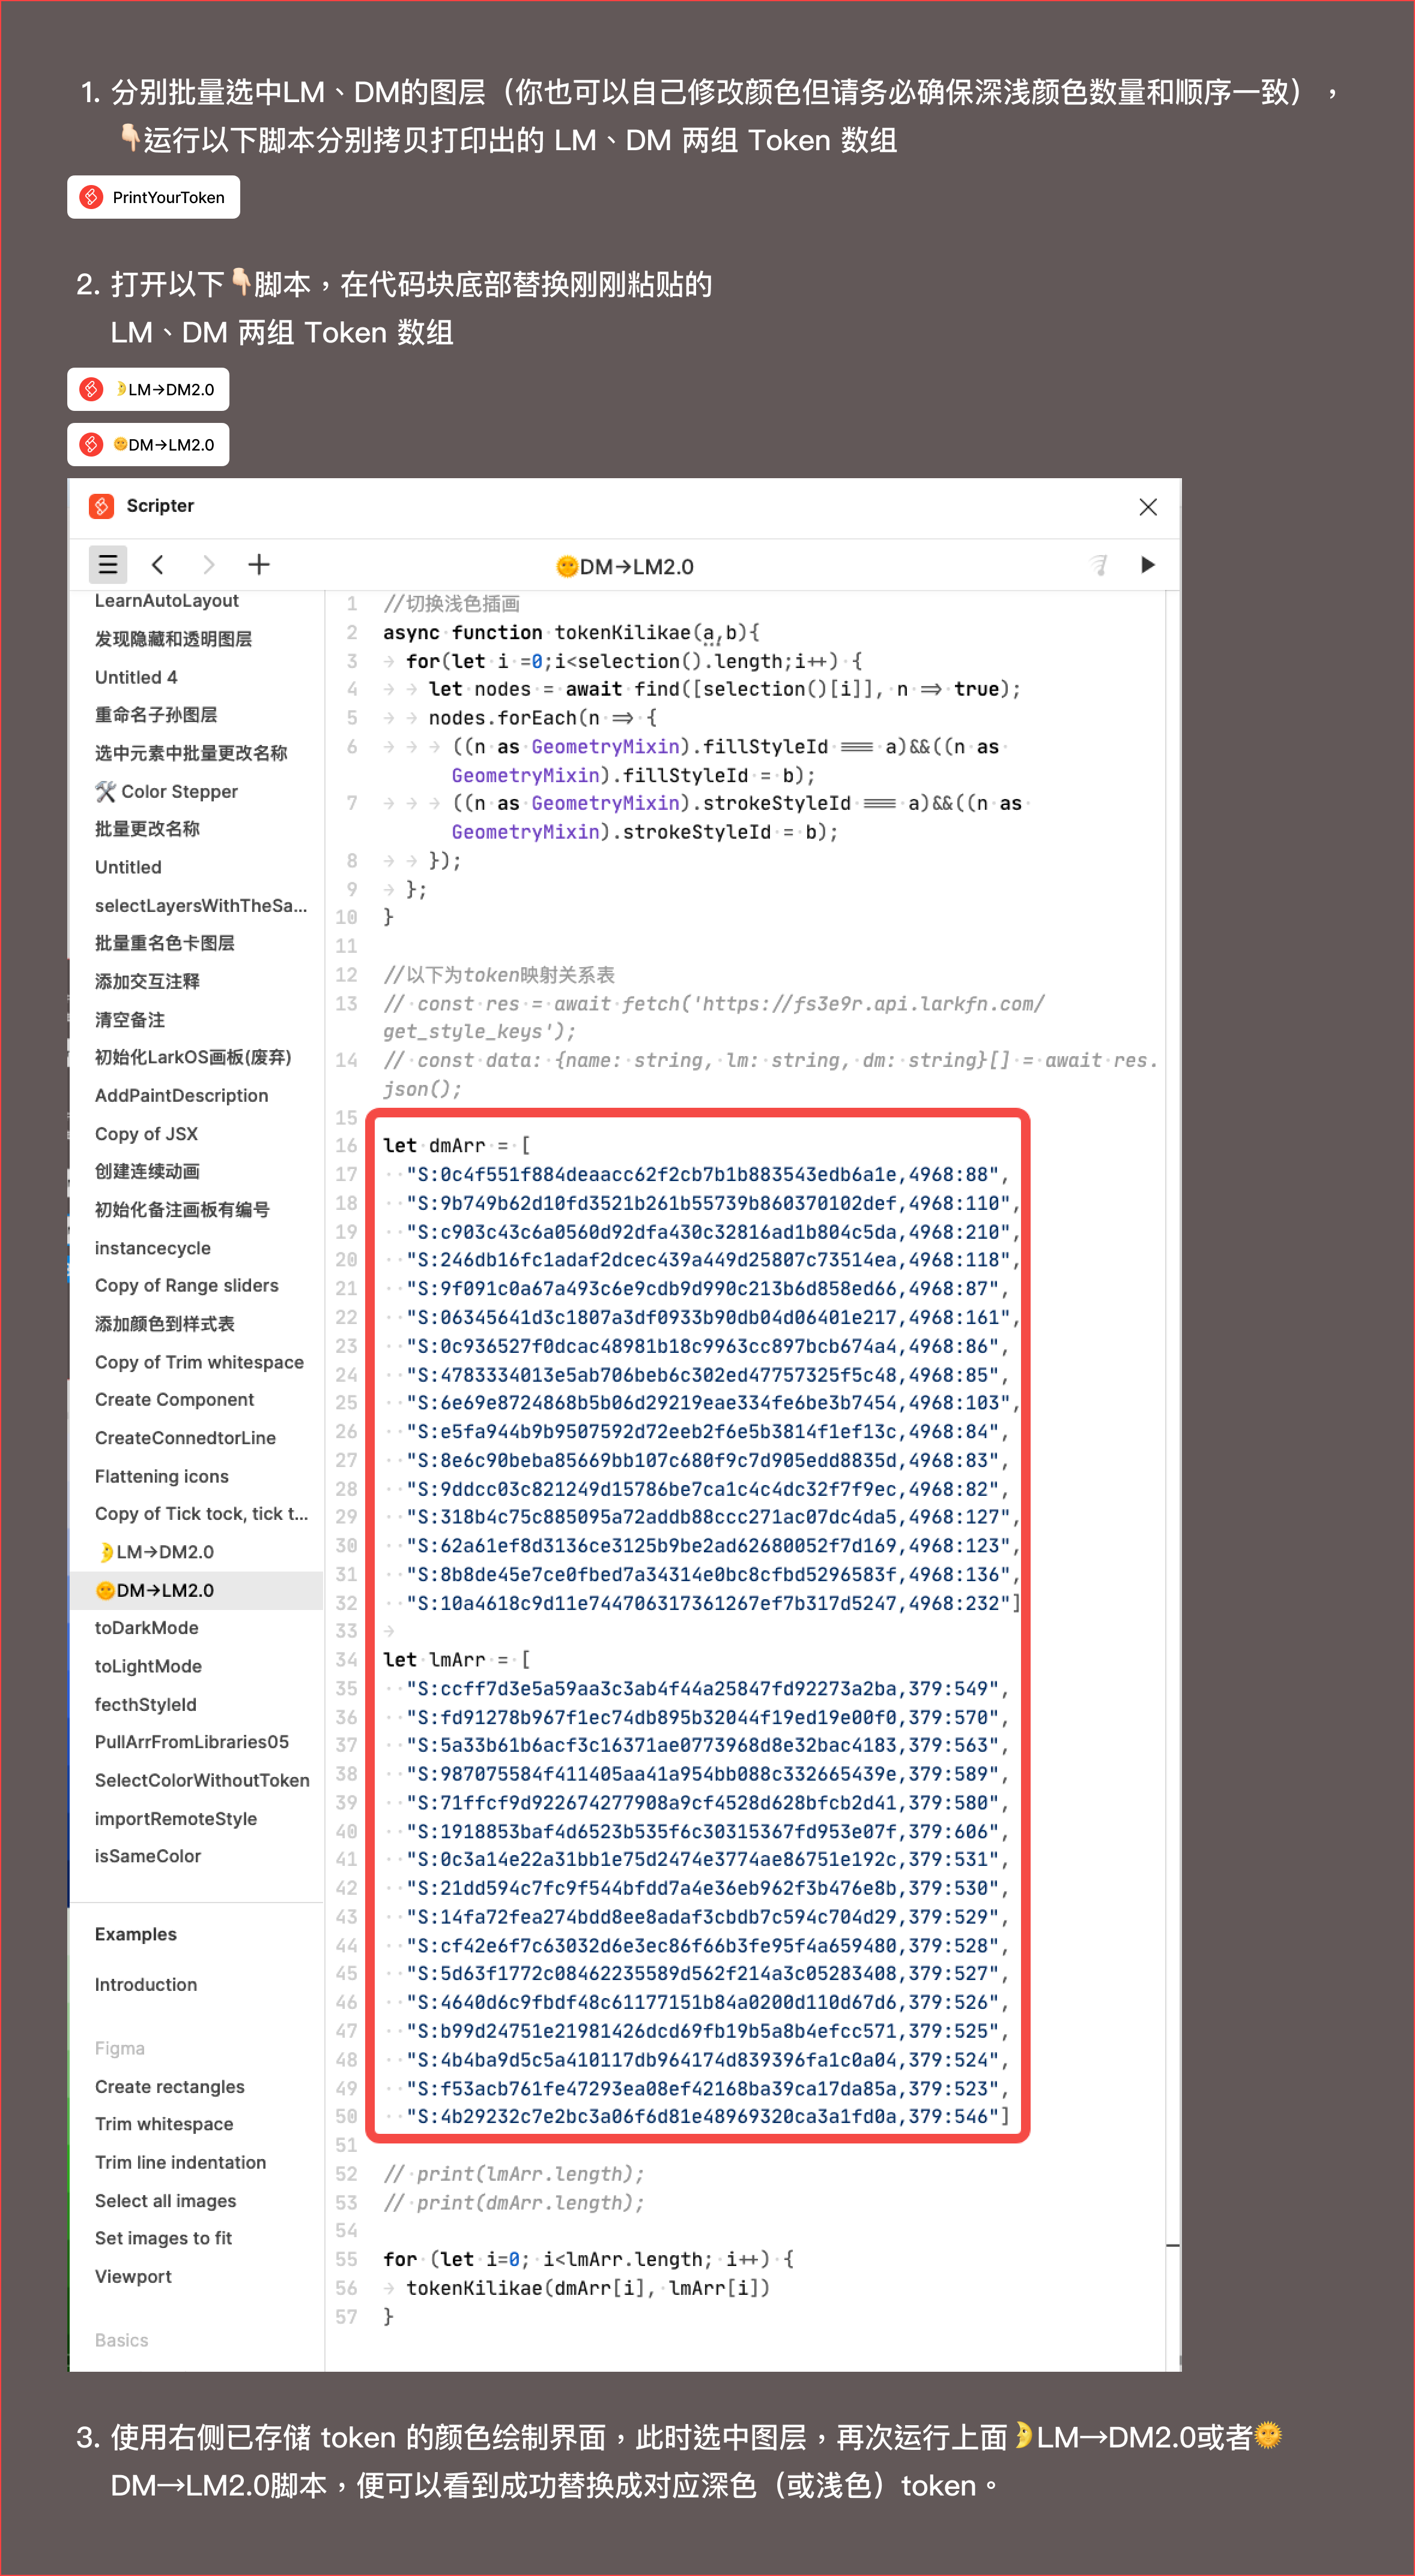 1. 分别批量选中LM、DM的图层（你也可以自己修改颜色但请务必确保深浅颜色数量和顺序一致），
👇🏻运行以下脚本分别拷贝打印出的 LM、DM 两组 Token 数组
PrintYourToken
2. 打开以下👇🏻脚本，在代码块底部替换刚刚粘贴的
LM、DM 两组 Token 数组
🌛LM→DM2.0
🌞DM→LM2.0
Scripter
🌞DM→LM2.0
LearnAutoLayout
发现隐藏和透明图层
Untitled 4
重命名子孙图层
选中元素中批量更改名称
🛠 Color Stepper
批量更改名称
Untitled
selectLayersWithTheSa...
批量重名色卡图层
添加交互注释
清空备注
初始化LarkOS画板(废弃)
AddPaintDescription
Copy of JSX
创建连续动画
初始化备注画板有编号
instancecycle
Copy of Range sliders
添加颜色到样式表
Copy of Trim whitespace
Create Component
CreateConnedtorLine
Flattening icons
Copy of Tick tock, tick t...
🌛LM→DM2.0
🌞DM→LM2.0
toDarkMode
toLightMode
fecthStyleId
PullArrFromLibraries05
SelectColorWithoutToken
importRemoteStyle
isSameColor
Examples
Introduction
Figma
Create rectangles
Trim whitespace
Trim line indentation
Select all images
Set images to fit
Viewport
Basics
1 //切换浅色插画
2 async function tokenKilikae(a,b){
3 for(let i =0;i<selection().length;i++) {
4 let nodes = await find([selection()[i]], n => true);
5 nodes.forEach(n => {
6 ((n as GeometryMixin).fillStyleId === a)&&((n as
GeometryMixin).fillStyleId = b);
7 ((n as GeometryMixin).strokeStyleId === a)&&((n as
GeometryMixin).strokeStyleId = b);
8 });
9 };
10 }
11
12 //以下为token映射关系表
13 // const res = await fetch('https://fs3e9r.api.larkfn.com/
get_style_keys');
14 // const data: {name: string, lm: string, dm: string}[] = await res.
json();
15
16 let dmArr = [
17 "S:0c4f551f884deaacc62f2cb7b1b883543edb6a1e,4968:88",
18 "S:9b749b62d10fd3521b261b55739b860370102def,4968:110",
19 "S:c903c43c6a0560d92dfa430c32816ad1b804c5da,4968:210",
20 "S:246db16fc1adaf2dcec439a449d25807c73514ea,4968:118",
21 "S:9f091c0a67a493c6e9cdb9d990c213b6d858ed66,4968:87",
22 "S:06345641d3c1807a3df0933b90db04d06401e217,4968:161",
23 "S:0c936527f0dcac48981b18c9963cc897bcb674a4,4968:86",
24 "S:4783334013e5ab706beb6c302ed47757325f5c48,4968:85",
25 "S:6e69e8724868b5b06d29219eae334fe6be3b7454,4968:103",
26 "S:e5fa944b9b9507592d72eeb2f6e5b3814f1ef13c,4968:84",
27 "S:8e6c90beba85669bb107c680f9c7d905edd8835d,4968:83",
28 "S:9ddcc03c821249d15786be7ca1c4c4dc32f7f9ec,4968:82",
29 "S:318b4c75c885095a72addb88ccc271ac07dc4da5,4968:127",
30 "S:62a61ef8d3136ce3125b9be2ad62680052f7d169,4968:123",
31 "S:8b8de45e7ce0fbed7a34314e0bc8cfbd5296583f,4968:136",
32 "S:10a4618c9d11e744706317361267ef7b317d5247,4968:232"]
33
34 let lmArr = [
35 "S:ccff7d3e5a59aa3c3ab4f44a25847fd92273a2ba,379:549",
36 "S:fd91278b967f1ec74db895b32044f19ed19e00f0,379:570",
37 "S:5a33b61b6acf3c16371ae0773968d8e32bac4183,379:563",
38 "S:987075584f411405aa41a954bb088c332665439e,379:589",
39 "S:71ffcf9d922674277908a9cf4528d628bfcb2d41,379:580",
40 "S:1918853baf4d6523b535f6c30315367fd953e07f,379:606",
41 "S:0c3a14e22a31bb1e75d2474e3774ae86751e192c,379:531",
42 "S:21dd594c7fc9f544bfdd7a4e36eb962f3b476e8b,379:530",
43 "S:14fa72fea274bdd8ee8adaf3cbdb7c594c704d29,379:529",
44 "S:cf42e6f7c63032d6e3ec86f66b3fe95f4a659480,379:528",
45 "S:5d63f1772c08462235589d562f214a3c05283408,379:527",
46 "S:4640d6c9fbdf48c61177151b84a0200d110d67d6,379:526",
47 "S:b99d24751e21981426dcd69fb19b5a8b4efcc571,379:525",
48 "S:4b4ba9d5c5a410117db964174d839396fa1c0a04,379:524",
49 "S:f53acb761fe47293ea08ef42168ba39ca17da85a,379:523",
50 "S:4b29232c7e2bc3a06f6d81e48969320ca3a1fd0a,379:546"]
51
52 // print(lmArr.length);
53 // print(dmArr.length);
54
55 for (let i=0; i<lmArr.length; i++) {
56 tokenKilikae(dmArr[i], lmArr[i])
57 }
3. 使用右侧已存储 token 的颜色绘制界面，此时选中图层，再次运行上面🌛LM→DM2.0或者🌞
DM→LM2.0脚本，便可以看到成功替换成对应深色（或浅色）token。